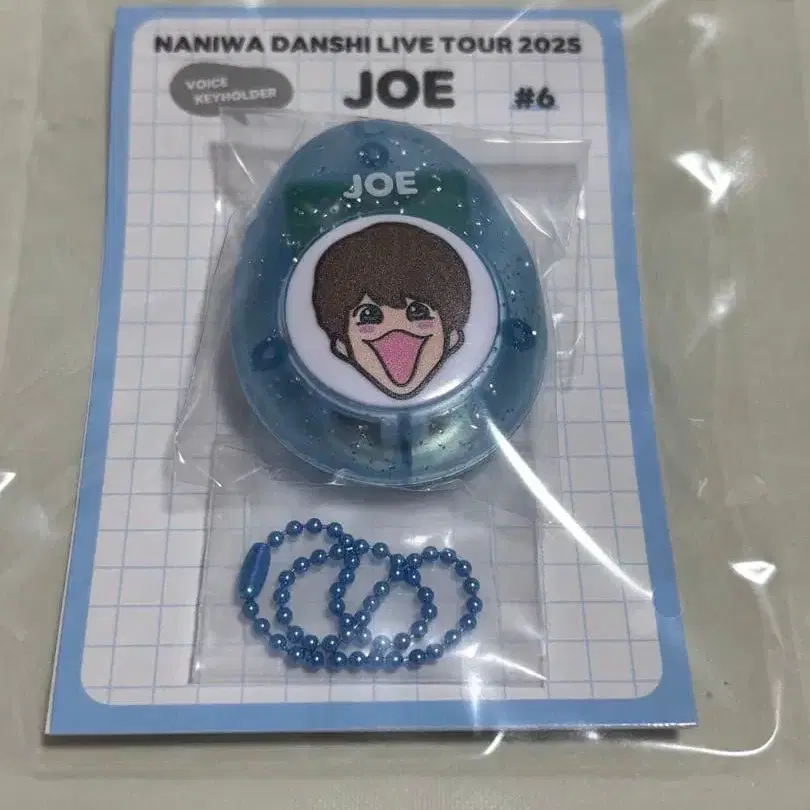 NANIWA DANSHI LIVE TOUR 2025
VOICE
KEYHOLDER
JOE
#6
JOE